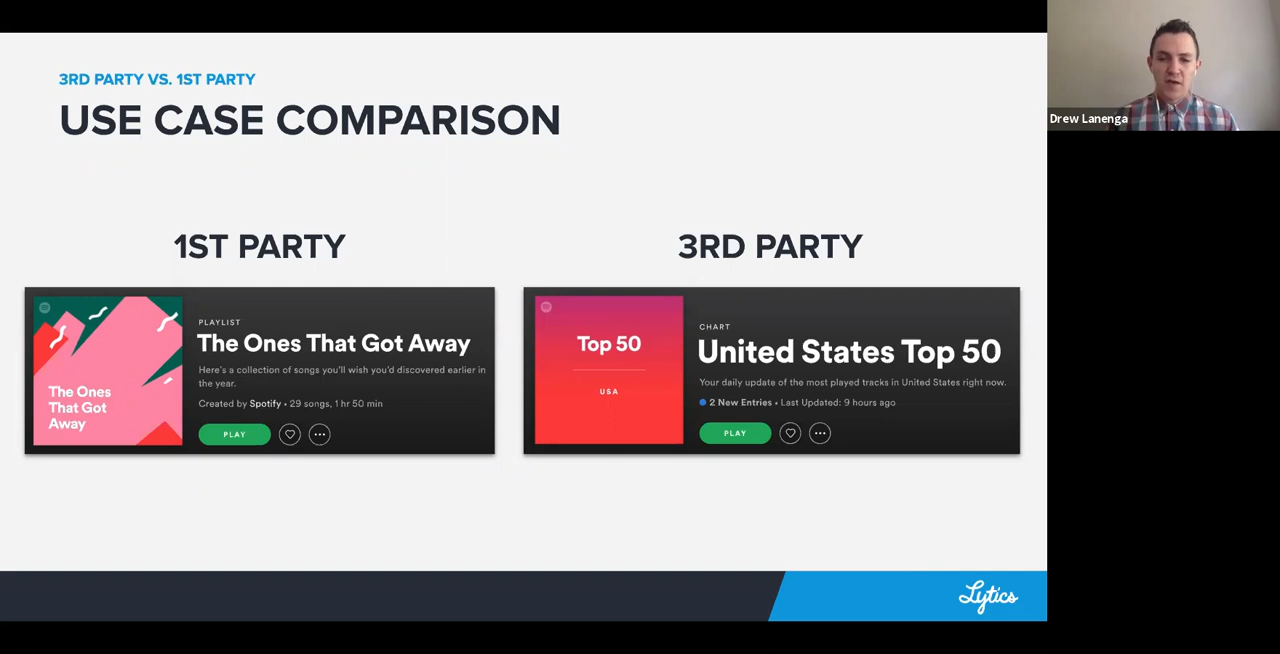 3RD PARTY VS. 1ST PARTY
USE CASE COMPARISON
1ST PARTY
The Ones
That Got
Away
PLAYLIST
The Ones That Got Away
Here's a collection of songs you'll wish you'd discovered earlier in
the year.
Created by Spotify • 29 songs, 1 hr 50 min
PLAY
3RD PARTY
Top 50
USA
CHART
United States Top 50
Your daily update of the most played tracks in United States right now.
2 New Entries • Last Updated: 9 hours ago
PLAY
Lytics
Drew Lanenga